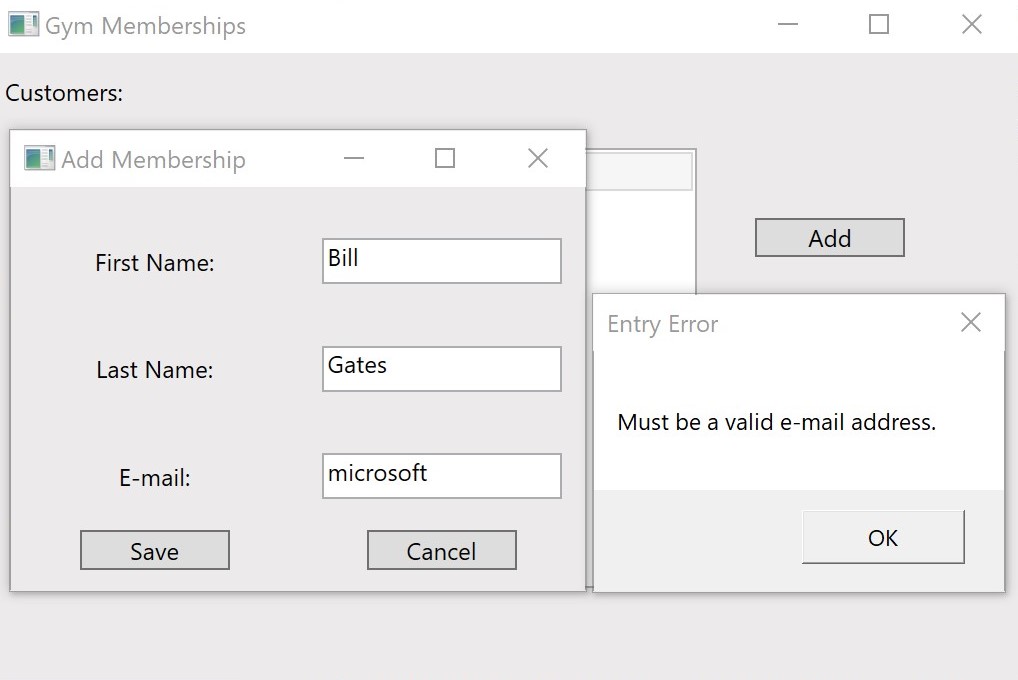 Gym Memberships
Customers:
Add Membership
First Name:
Bill
Last Name:
Gates
E-mail:
microsoft
Save
Cancel
Add
Entry Error
Must be a valid e-mail address.
OK